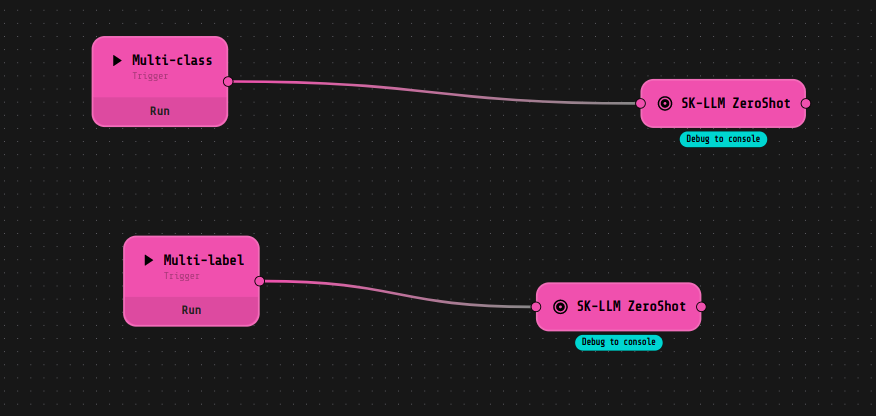 Multi-class
Trigger
Run
SK-LLM ZeroShot
Debug to console
Multi-label
Trigger
Run
SK-LLM ZeroShot
Debug to console